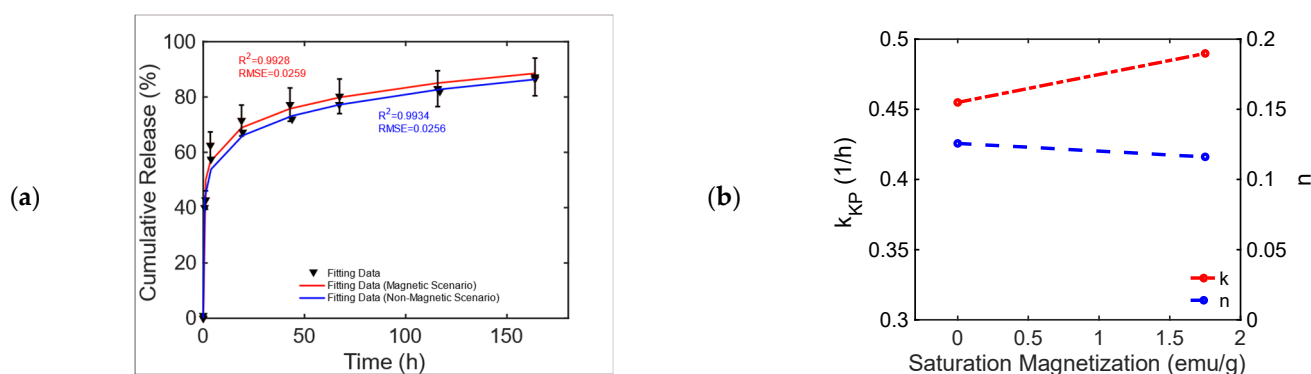 (a)
Cumulative Release (%)
100
80
60
40
20
0
R²=0.9928
RMSE=0.0259
R²=0.9934
RMSE=0.0256
Fitting Data
Fitting Data (Magnetic Scenario)
Fitting Data (Non-Magnetic Scenario)
0 50 100 150
Time (h)
(b)
k_KP (1/h)
0.5
0.45
0.4
0.35
0.3
0.2
0.15
0.1
0.05
0
n
k
n
0 0.5 1 1.5 2
Saturation Magnetization (emu/g)